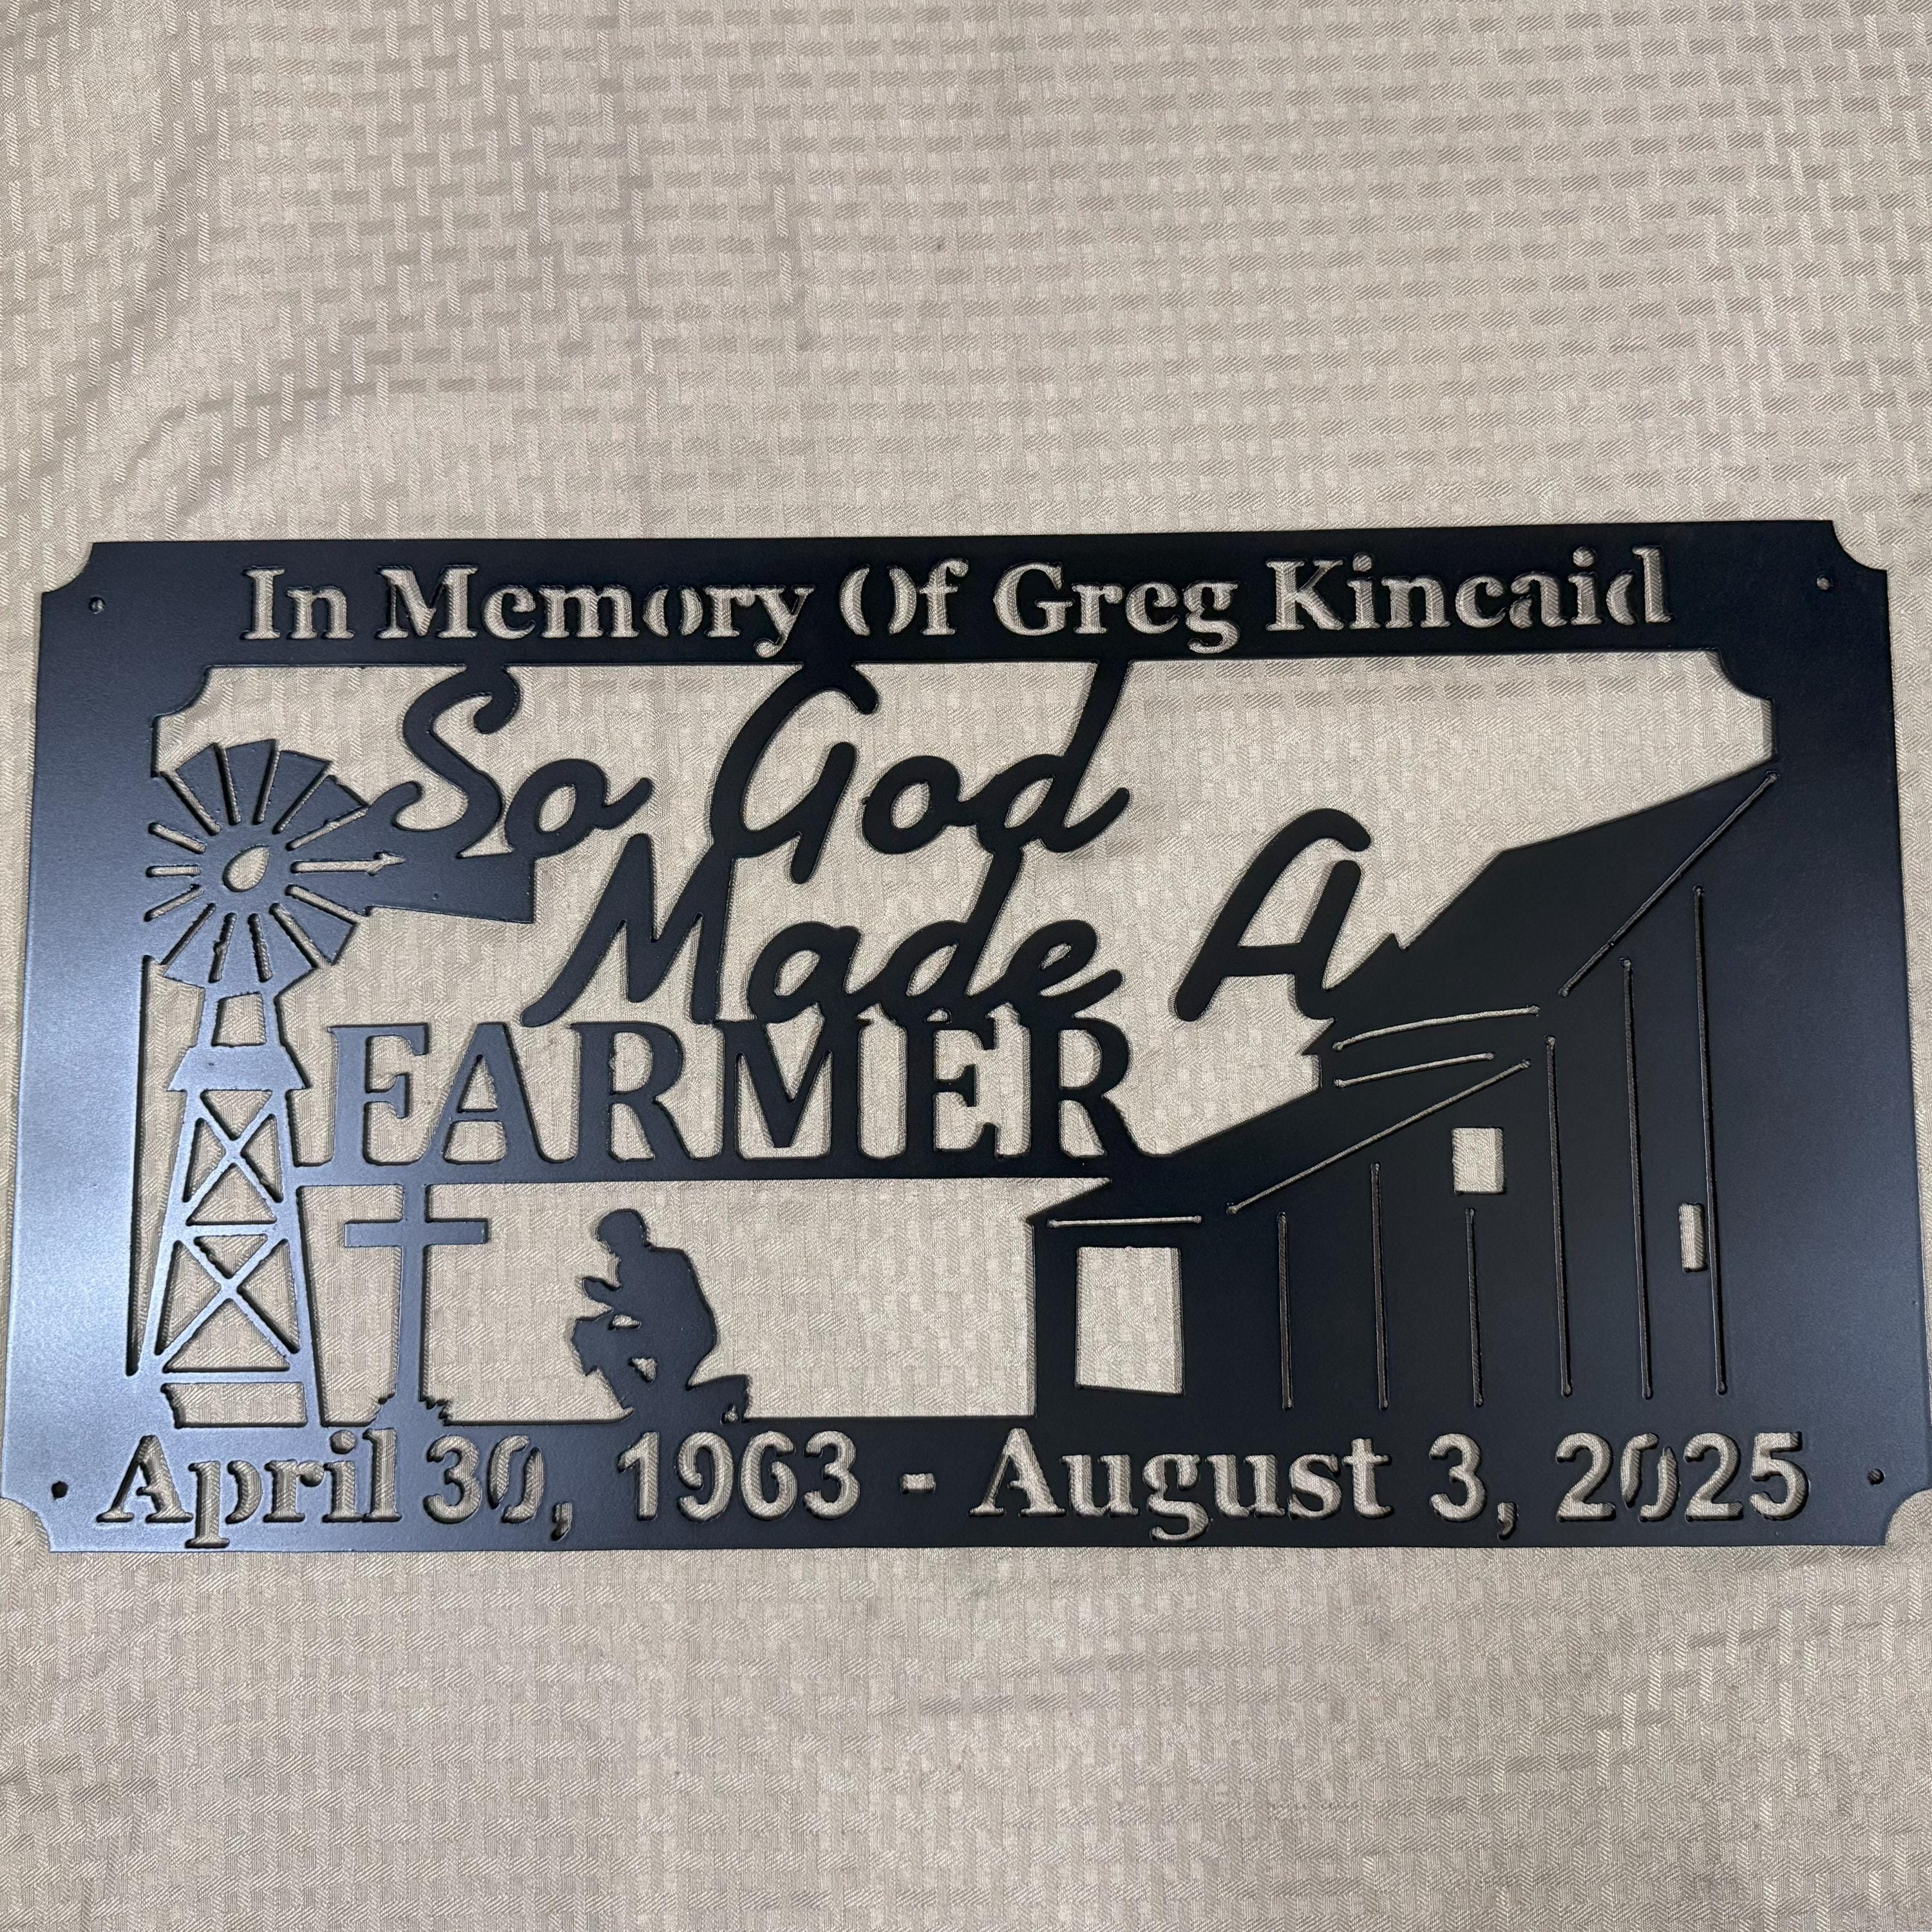 In Memory Of Greg Kincaid
So God
Made A
FARMER
April 30, 1963 - August 3, 2025